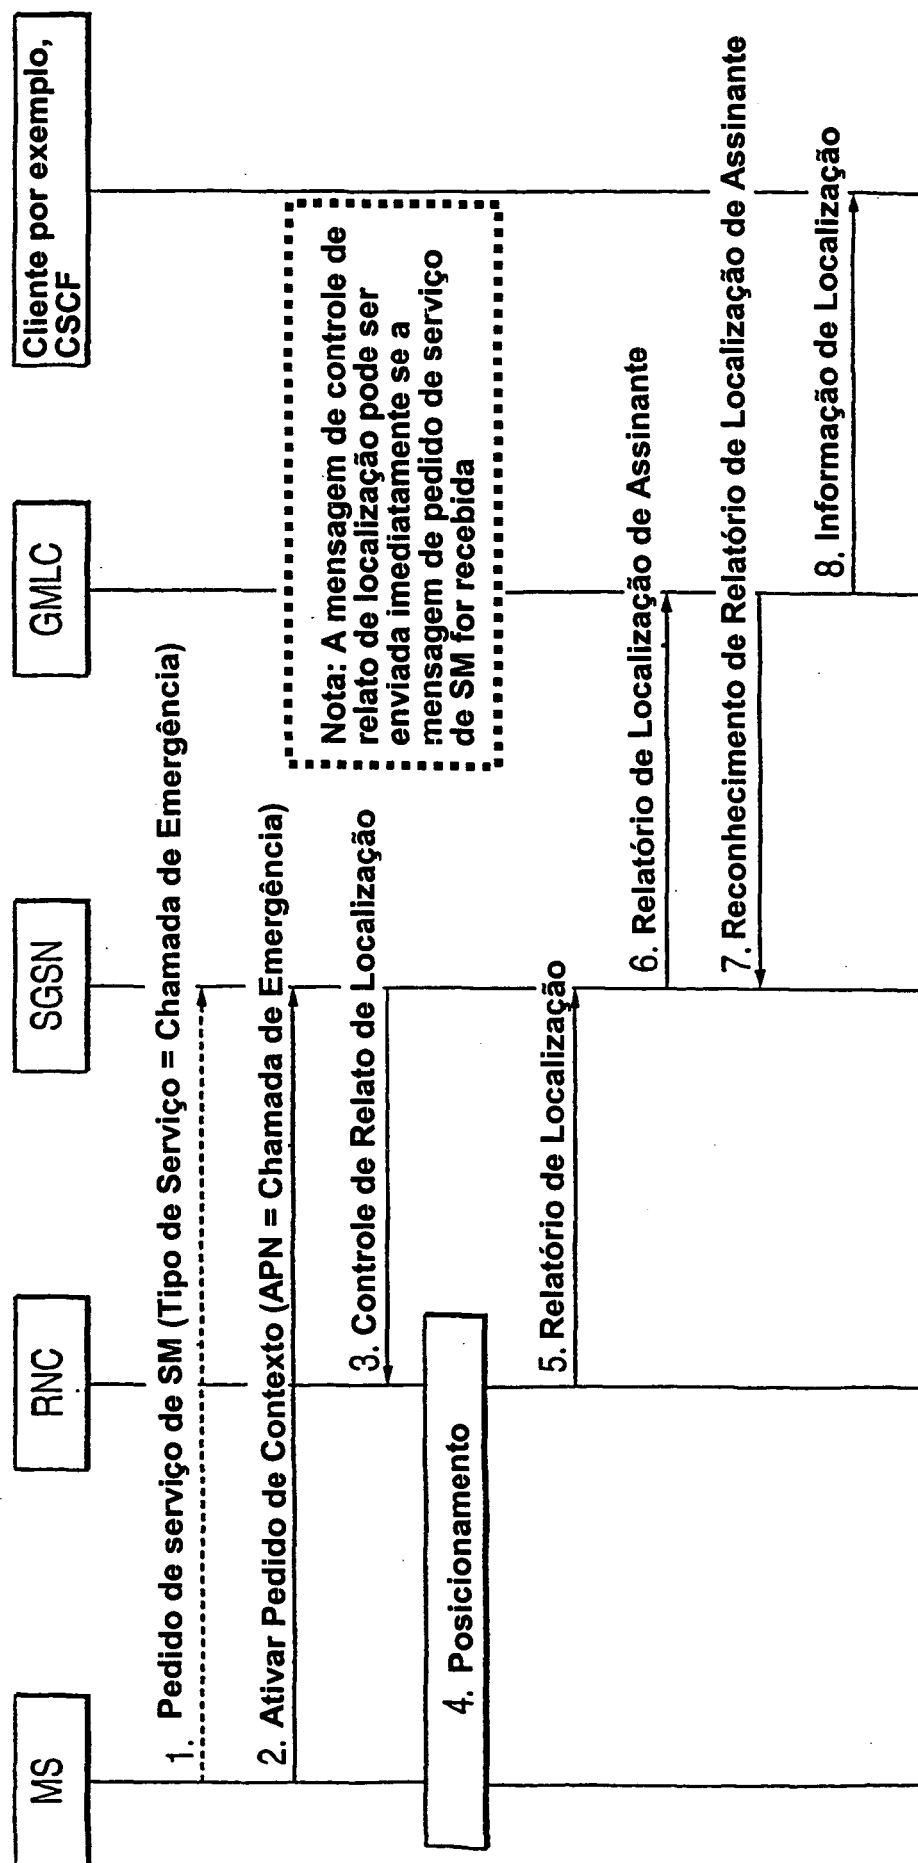 MS
RNC
SGSN
GMLC
Cliente por exemplo,
CSCF
1. Pedido de serviço de SM (Tipo de Serviço = Chamada de Emergência)
2. Ativar Pedido de Contexto (APN = Chamada de Emergência)
Nota: A mensagem de controle de
relato de localização pode ser
enviada imediatamente se a
mensagem de pedido de serviço
de SM for recebida
3. Controle de Relato de Localização
4. Posicionamento
5. Relatório de Localização
6. Relatório de Localização de Assinante
7. Reconhecimento de Relatório de Localização de Assinante
8. Informação de Localização